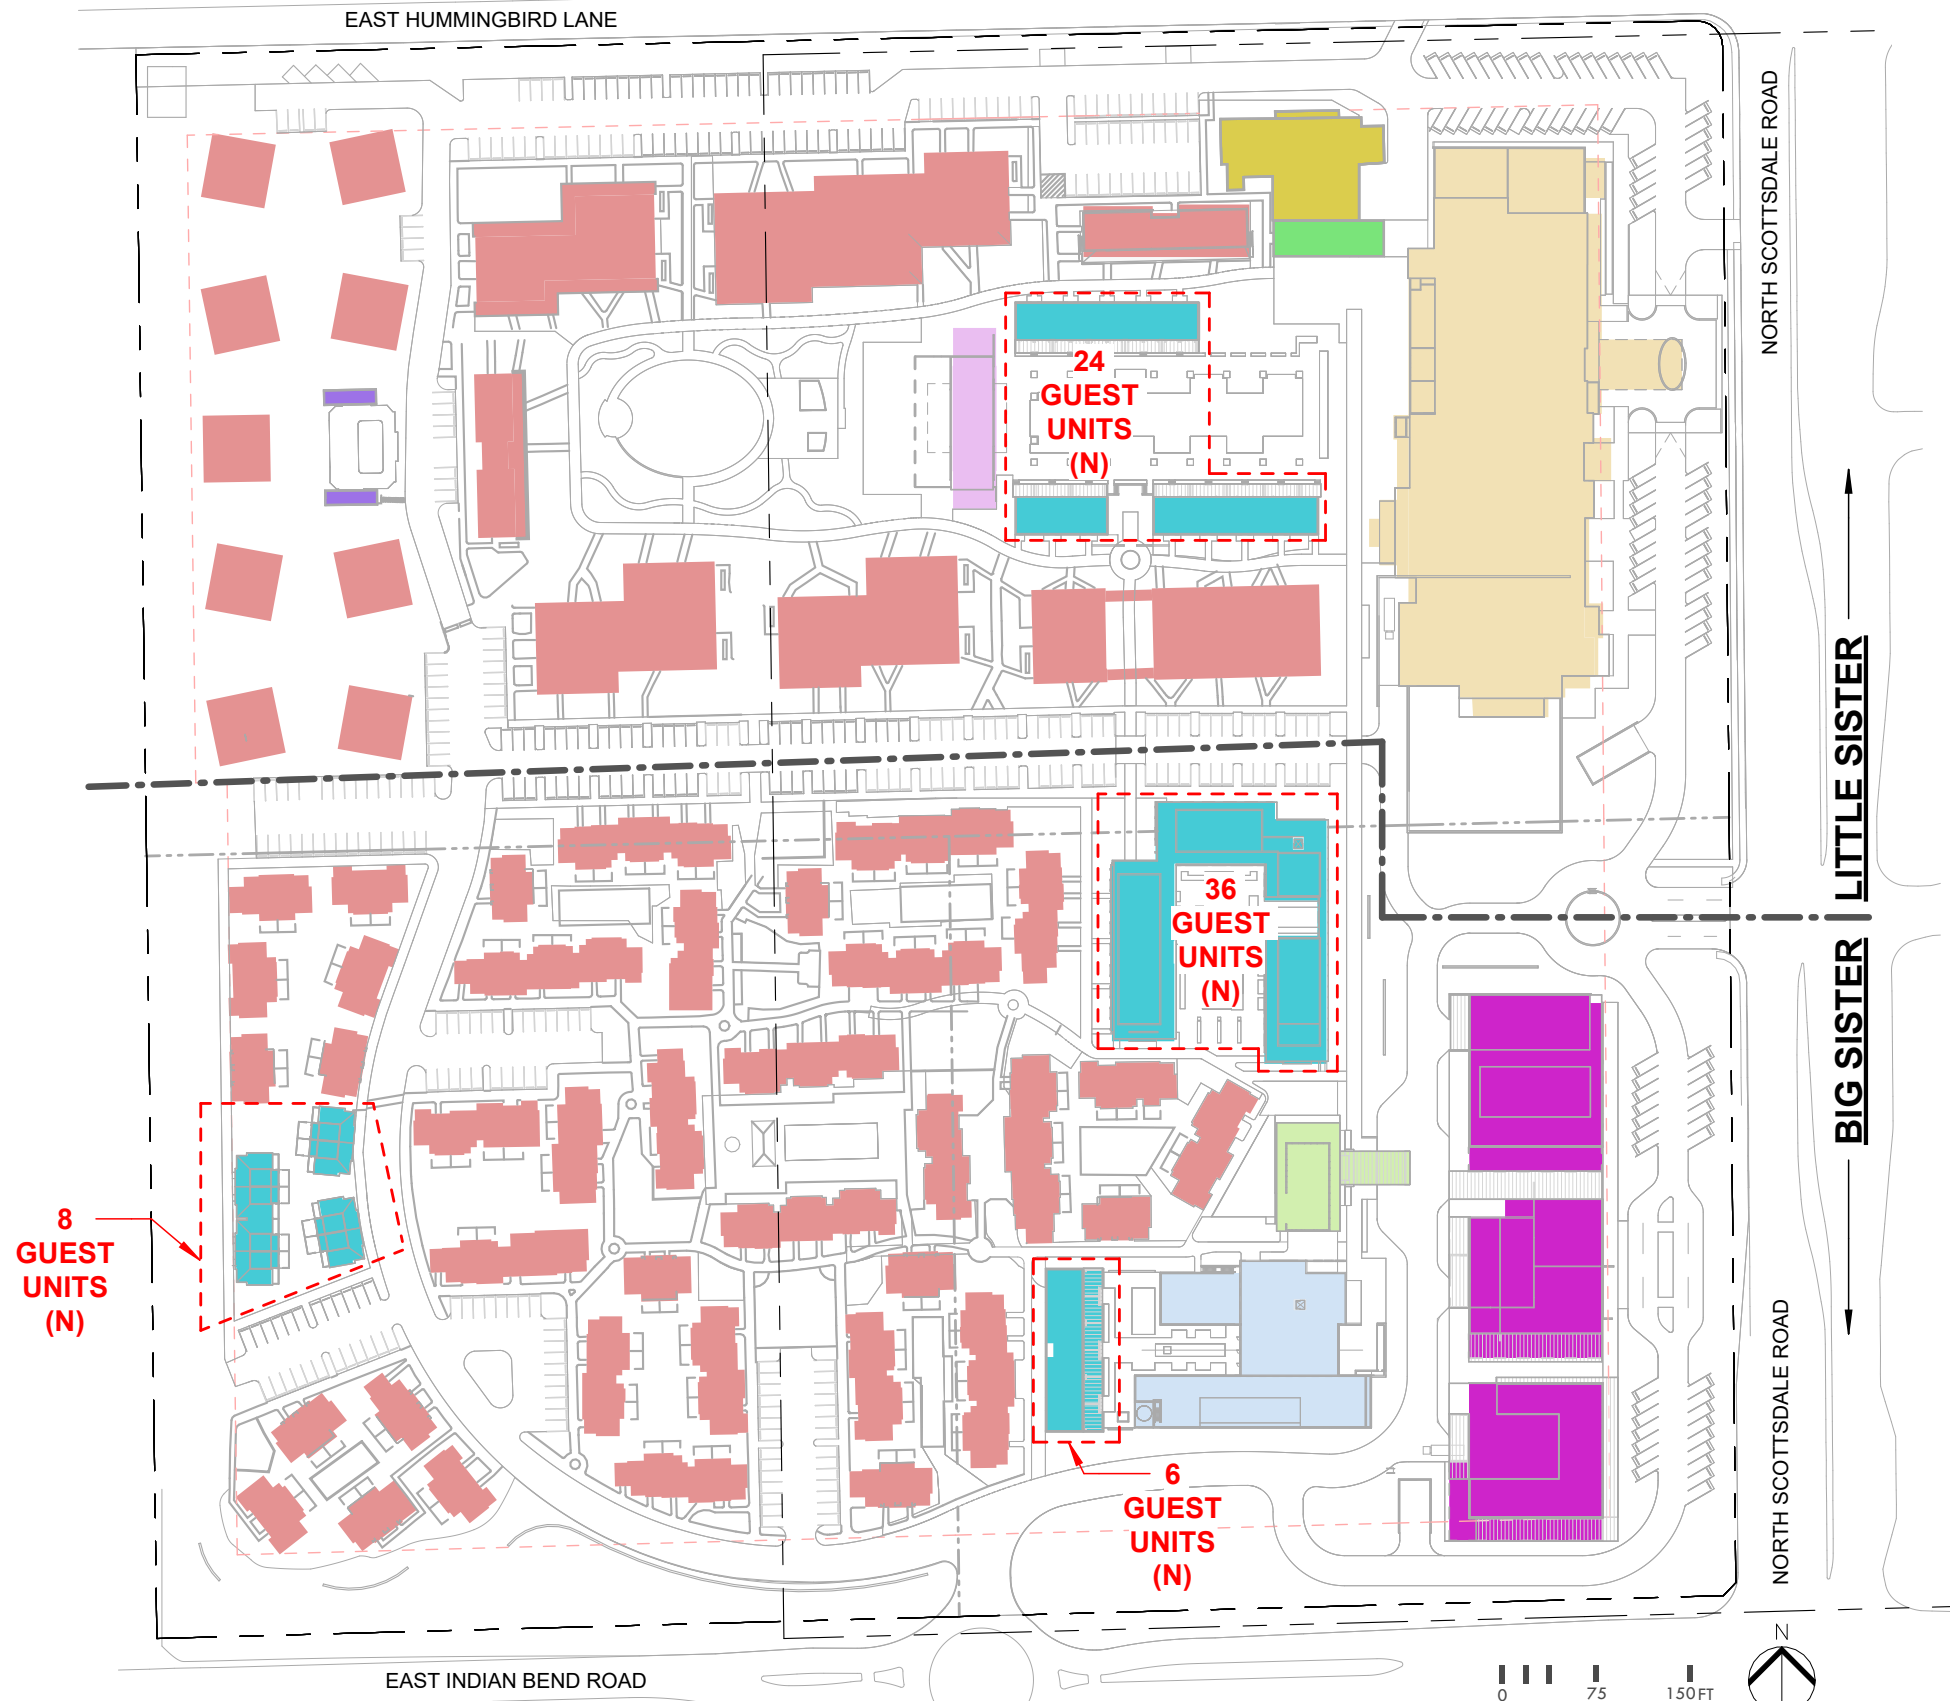 EAST HUMMINGBIRD LANE
NORTH SCOTTSDALE ROAD
24
GUEST
UNITS
(N)
LITTLE SISTER
36
GUEST
UNITS
(N)
BIG SISTER
8
GUEST
UNITS
(N)
6
GUEST
UNITS
(N)
NORTH SCOTTSDALE ROAD
EAST INDIAN BEND ROAD
N
0 75 150 FT